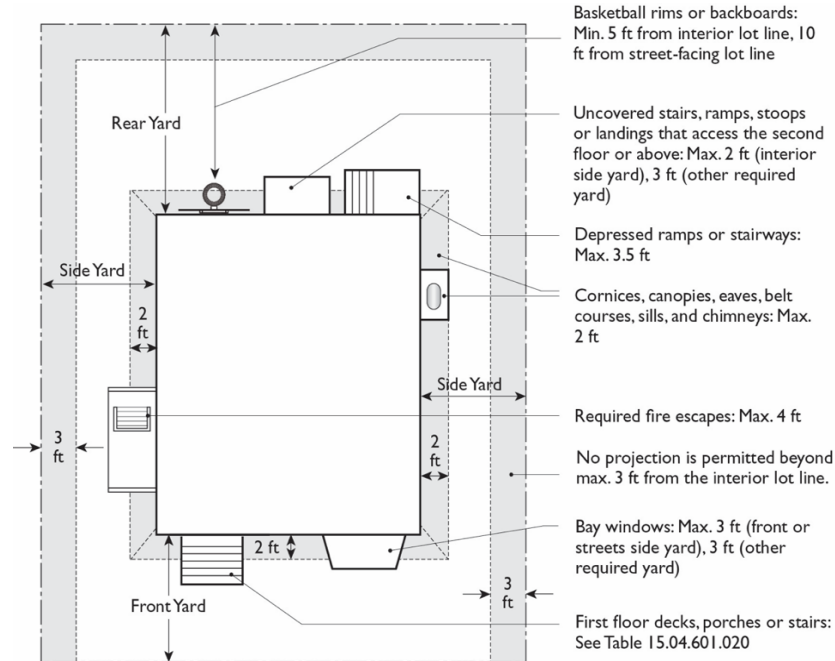 Basketball rims or backboards:
Min. 5 ft from interior lot line, 10
ft from street-facing lot line
Rear Yard
Uncovered stairs, ramps, stoops
or landings that access the second
floor or above: Max. 2 ft (interior
side yard), 3 ft (other required
yard)
Depressed ramps or stairways:
Max. 3.5 ft
Side Yard
Cornices, canopies, eaves, belt
courses, sills, and chimneys: Max.
2 ft
2
ft
Side Yard
Required fire escapes: Max. 4 ft
3
ft
2
ft
No projection is permitted beyond
max. 3 ft from the interior lot line.
Bay windows: Max. 3 ft (front or
streets side yard), 3 ft (other
required yard)
2 ft
Front Yard
3
ft
First floor decks, porches or stairs:
See Table 15.04.601.020